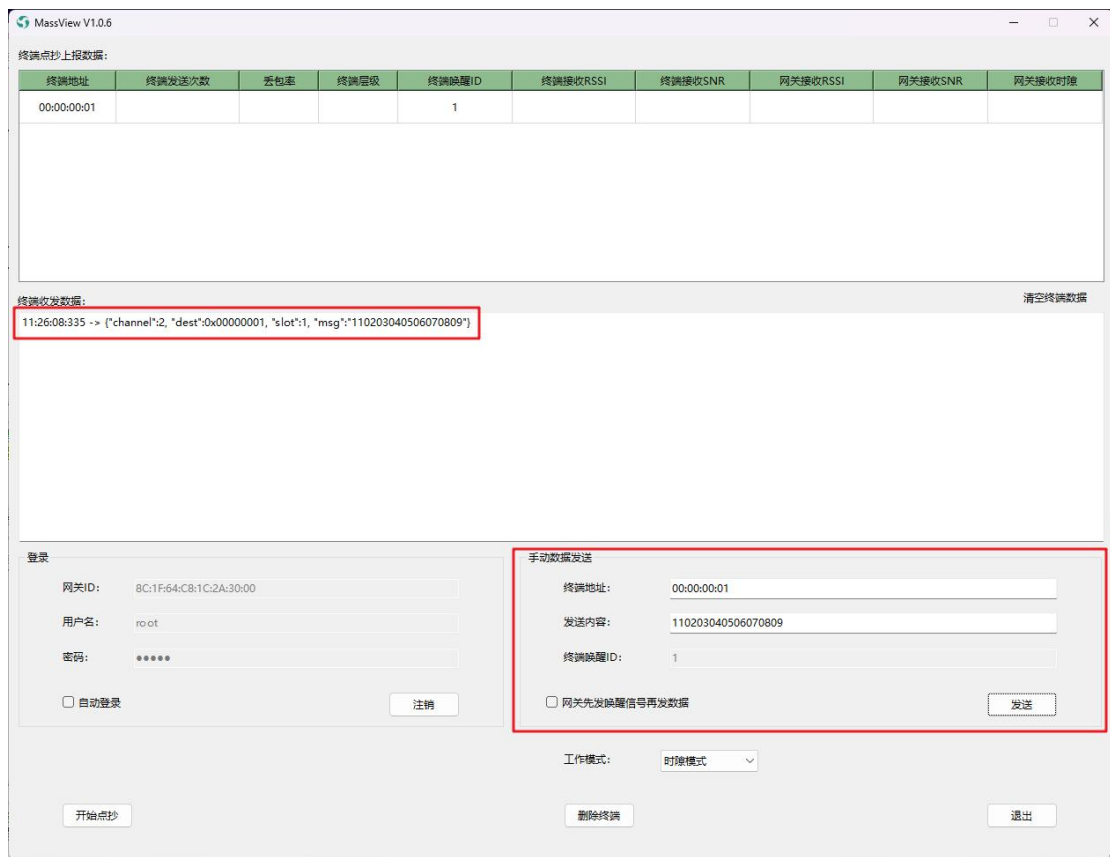 MassView V1.0.6
终端点抄上报数据:
终端地址 终端发送次数 丢包率 终端层级 终端唤醒ID 终端接收RSSI 终端接收SNR 网关接收RSSI 网关接收SNR 网关接收时隙
00:00:00:01 1
终端收发数据: 清空终端数据
11:26:08:335 -> {"channel":2, "dest":0x00000001, "slot":1, "msg":"110203040506070809"}
登录 手动数据发送
网关ID: 8C:1F:64:C8:1C:2A:30:00 终端地址: 00:00:00:01
用户名: root 发送内容: 110203040506070809
密码: ●●●●● 终端唤醒ID: 1
自动登录 注销 网关先发唤醒信号再发数据 发送
工作模式: 时隙模式
开始点抄 删除终端 退出